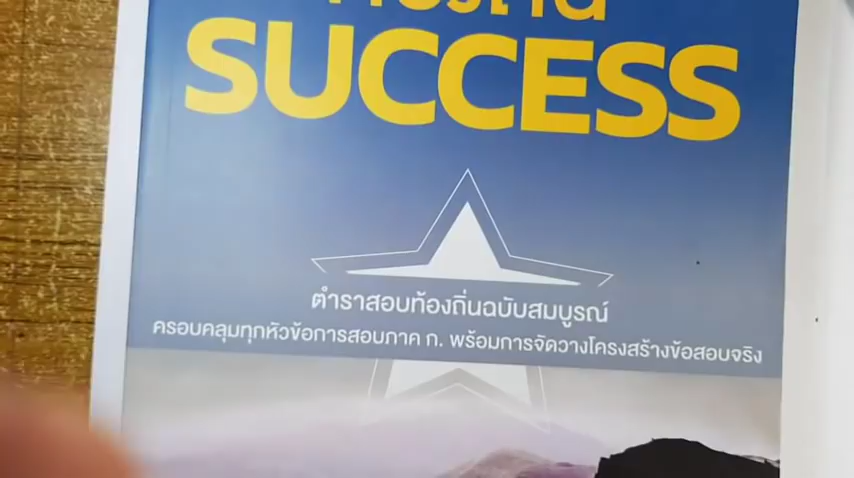 SUCCESS
ตำราสอบท้องถิ่นฉบับสมบูรณ์
ครอบคลุมทุกหัวข้อการสอบภาค ก. พร้อมการจัดวางโครงสร้างข้อสอบจริง